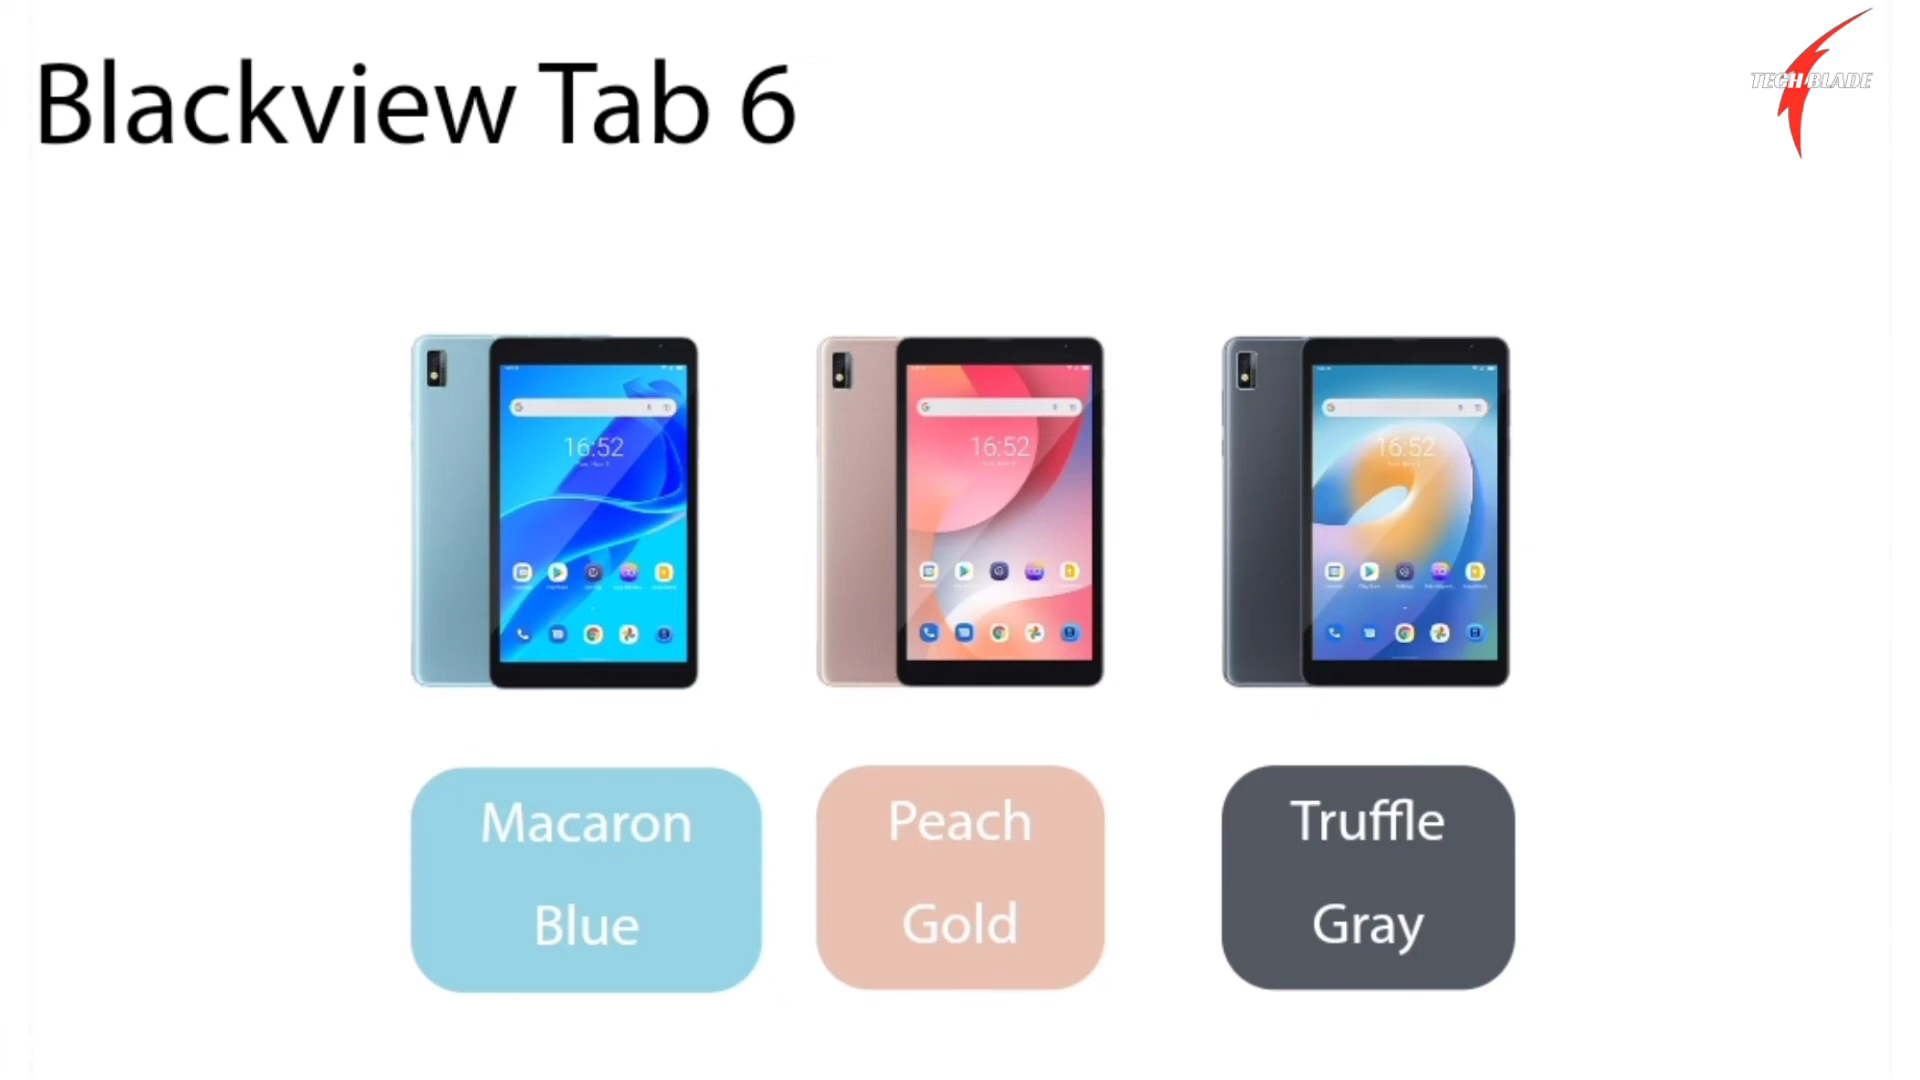 Blackview Tab 6
TECH BLADE
16:52
16:52
16:52
Macaron
Blue
Peach
Gold
Truffle
Gray